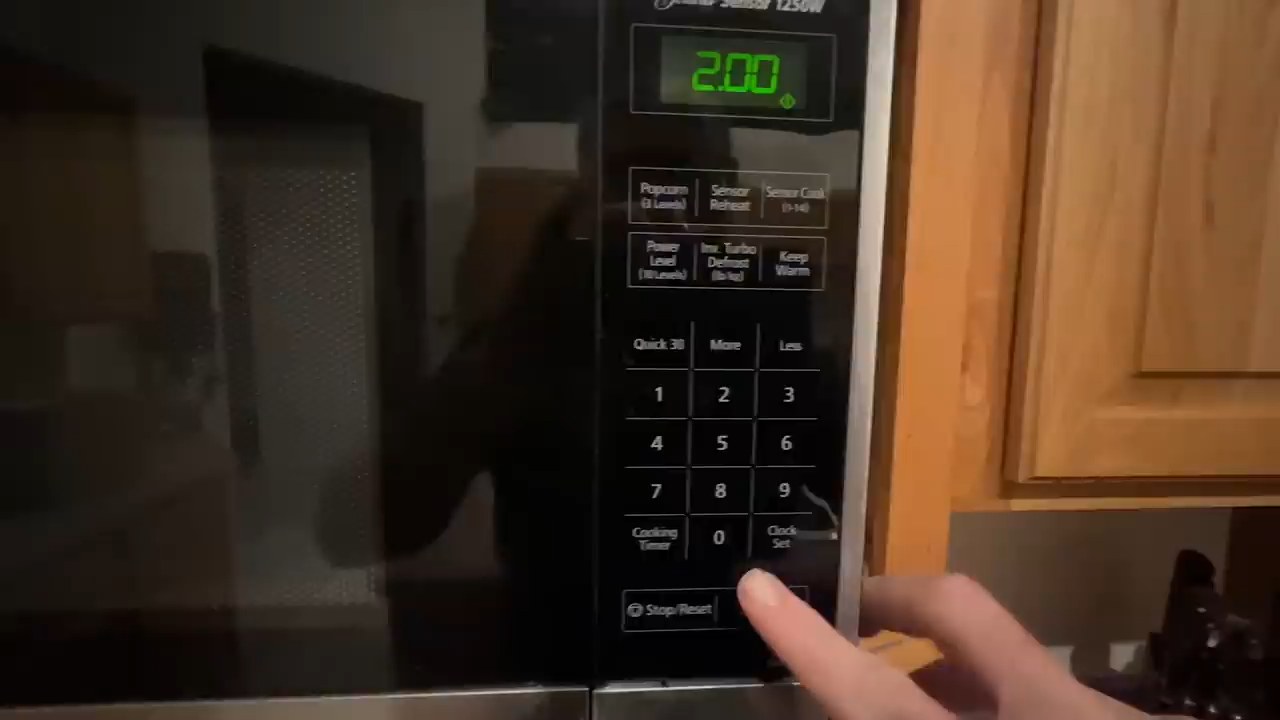 Sensor 1250W
2.00
Popcorn Sensor Sensor Cook
(3 Levels) Reheat (1-14)
Power Inv. Turbo Keep
Level Defrost Warm
(10 Levels) (lb/kg)
Quick 30 More Less
1 2 3
4 5 6
7 8 9
Cooking 0 Clock
Timer Set
Stop/Reset